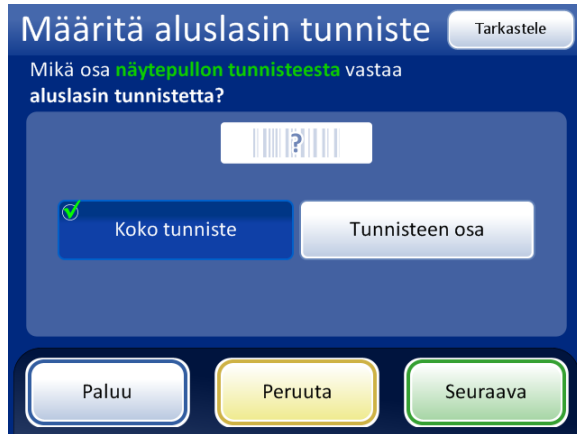 Määritä aluslasin tunniste
Tarkastele
Mikä osa näytepullon tunnisteesta vastaa
aluslasin tunnistetta?
?
Koko tunniste
Tunnisteen osa
Paluu
Peruuta
Seuraava